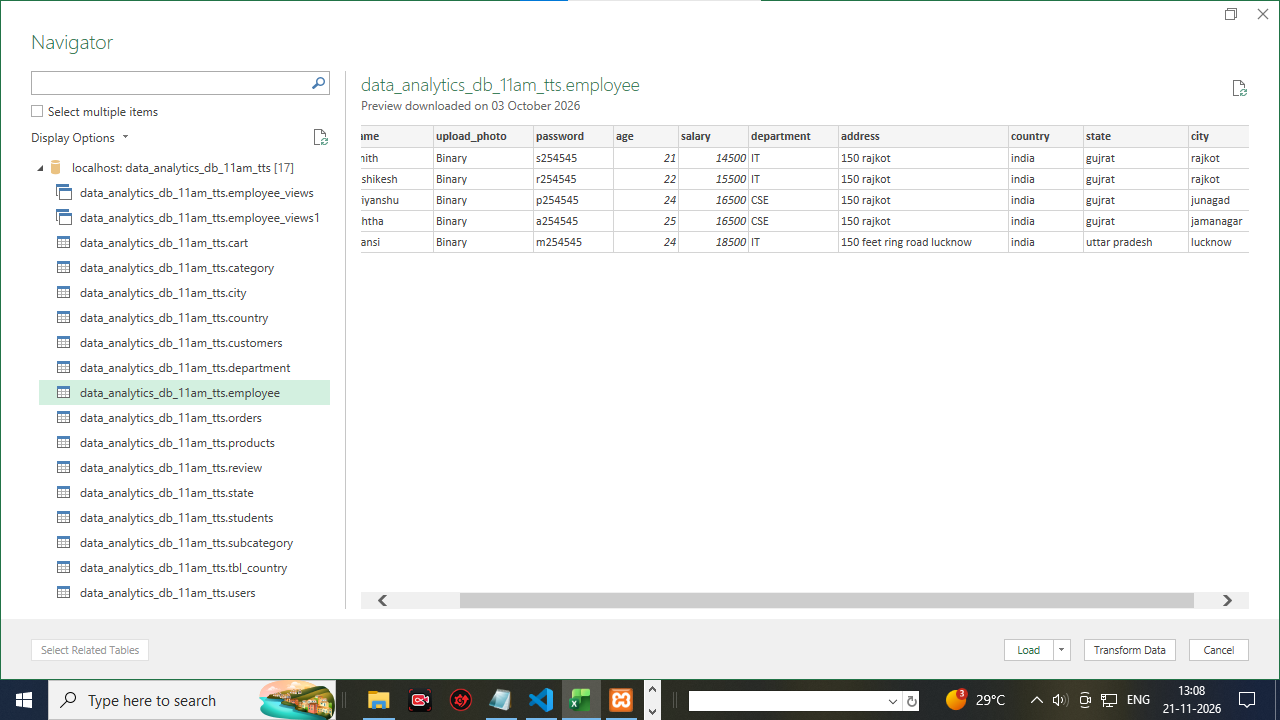 Navigator
Select multiple items
Display Options
localhost: data_analytics_db_11am_tts [17]
data_analytics_db_11am_tts.employee_views
data_analytics_db_11am_tts.employee_views1
data_analytics_db_11am_tts.cart
data_analytics_db_11am_tts.category
data_analytics_db_11am_tts.city
data_analytics_db_11am_tts.country
data_analytics_db_11am_tts.customers
data_analytics_db_11am_tts.department
data_analytics_db_11am_tts.employee
data_analytics_db_11am_tts.orders
data_analytics_db_11am_tts.products
data_analytics_db_11am_tts.review
data_analytics_db_11am_tts.state
data_analytics_db_11am_tts.students
data_analytics_db_11am_tts.subcategory
data_analytics_db_11am_tts.tbl_country
data_analytics_db_11am_tts.users
data_analytics_db_11am_tts.employee
Preview downloaded on 03 October 2026
upload_photo password age salary department address country state city
Binary s254545 21 14500 IT 150 rajkot india gujrat rajkot
Binary r254545 22 15500 IT 150 rajkot india gujrat rajkot
Binary p254545 24 16500 CSE 150 rajkot india gujrat junagad
Binary a254545 25 16500 CSE 150 rajkot india gujrat jamanagar
Binary m254545 24 18500 IT 150 feet ring road lucknow india uttar pradesh lucknow
Select Related Tables
Load
Transform Data
Cancel
Type here to search
3
29°C
ENG
13:08
21-11-2026